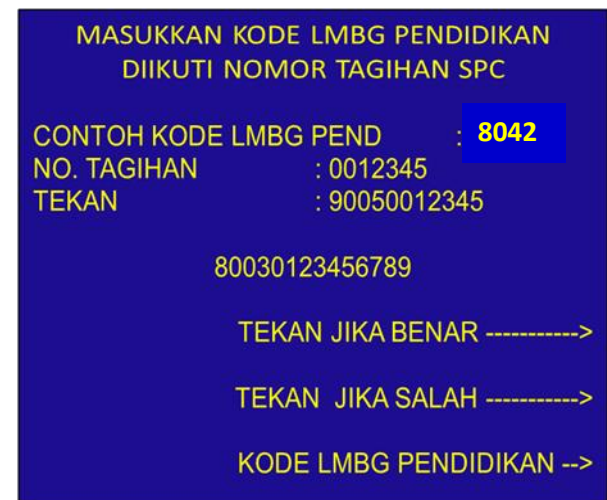 MASUKKAN KODE LMBG PENDIDIKAN
DIIKUTI NOMOR TAGIHAN SPC
CONTOH KODE LMBG PEND : 8042
NO. TAGIHAN : 0012345
TEKAN : 90050012345
80030123456789
TEKAN JIKA BENAR ----------->
TEKAN JIKA SALAH ----------->
KODE LMBG PENDIDIKAN -->